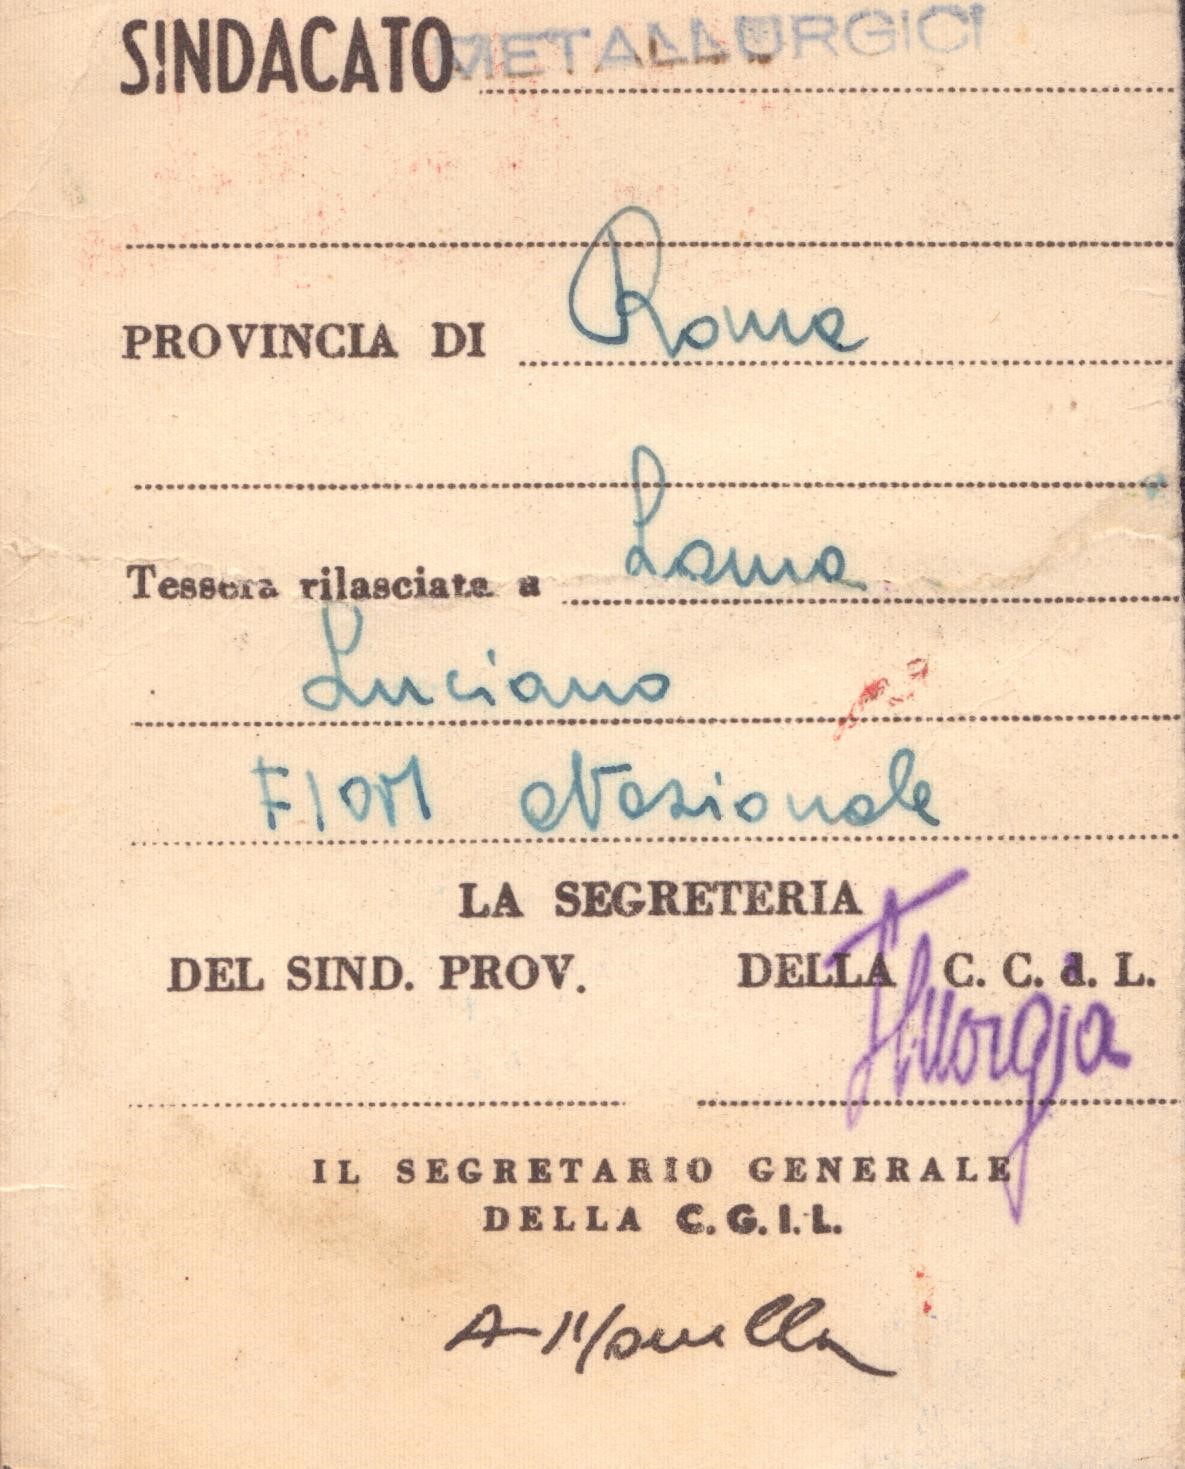 SINDACATO METALLURGICI
PROVINCIA DI Roma
Tessera rilasciata a Lama
Luciano
FIOM Nazionale
LA SEGRETERIA
DEL SIND. PROV. DELLA C. C. d. L.
IL SEGRETARIO GENERALE
DELLA C.G.I.L.